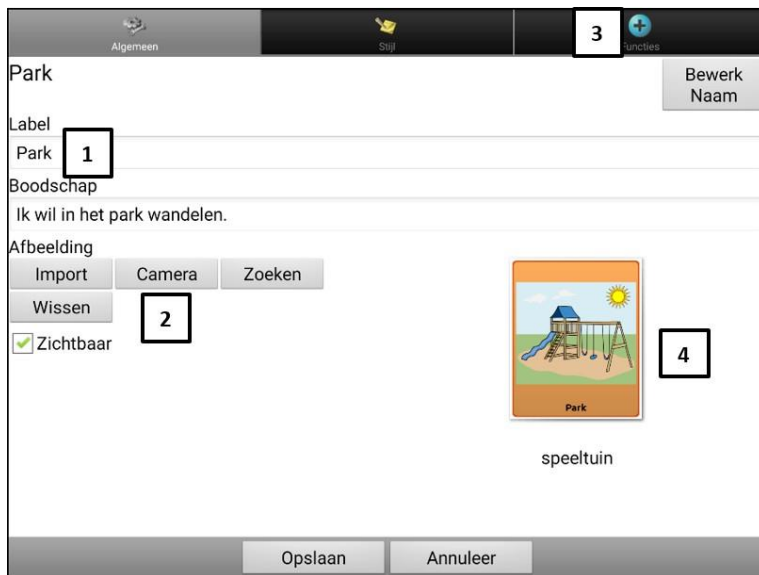 Algemeen
Stijl
3
Functies
Park
Bewerk
Naam
Label
Park
1
Boodschap
Ik wil in het park wandelen.
Afbeelding
Import
Camera
Zoeken
Wissen
2
Zichtbaar
Park
4
speeltuin
Opslaan
Annuleer